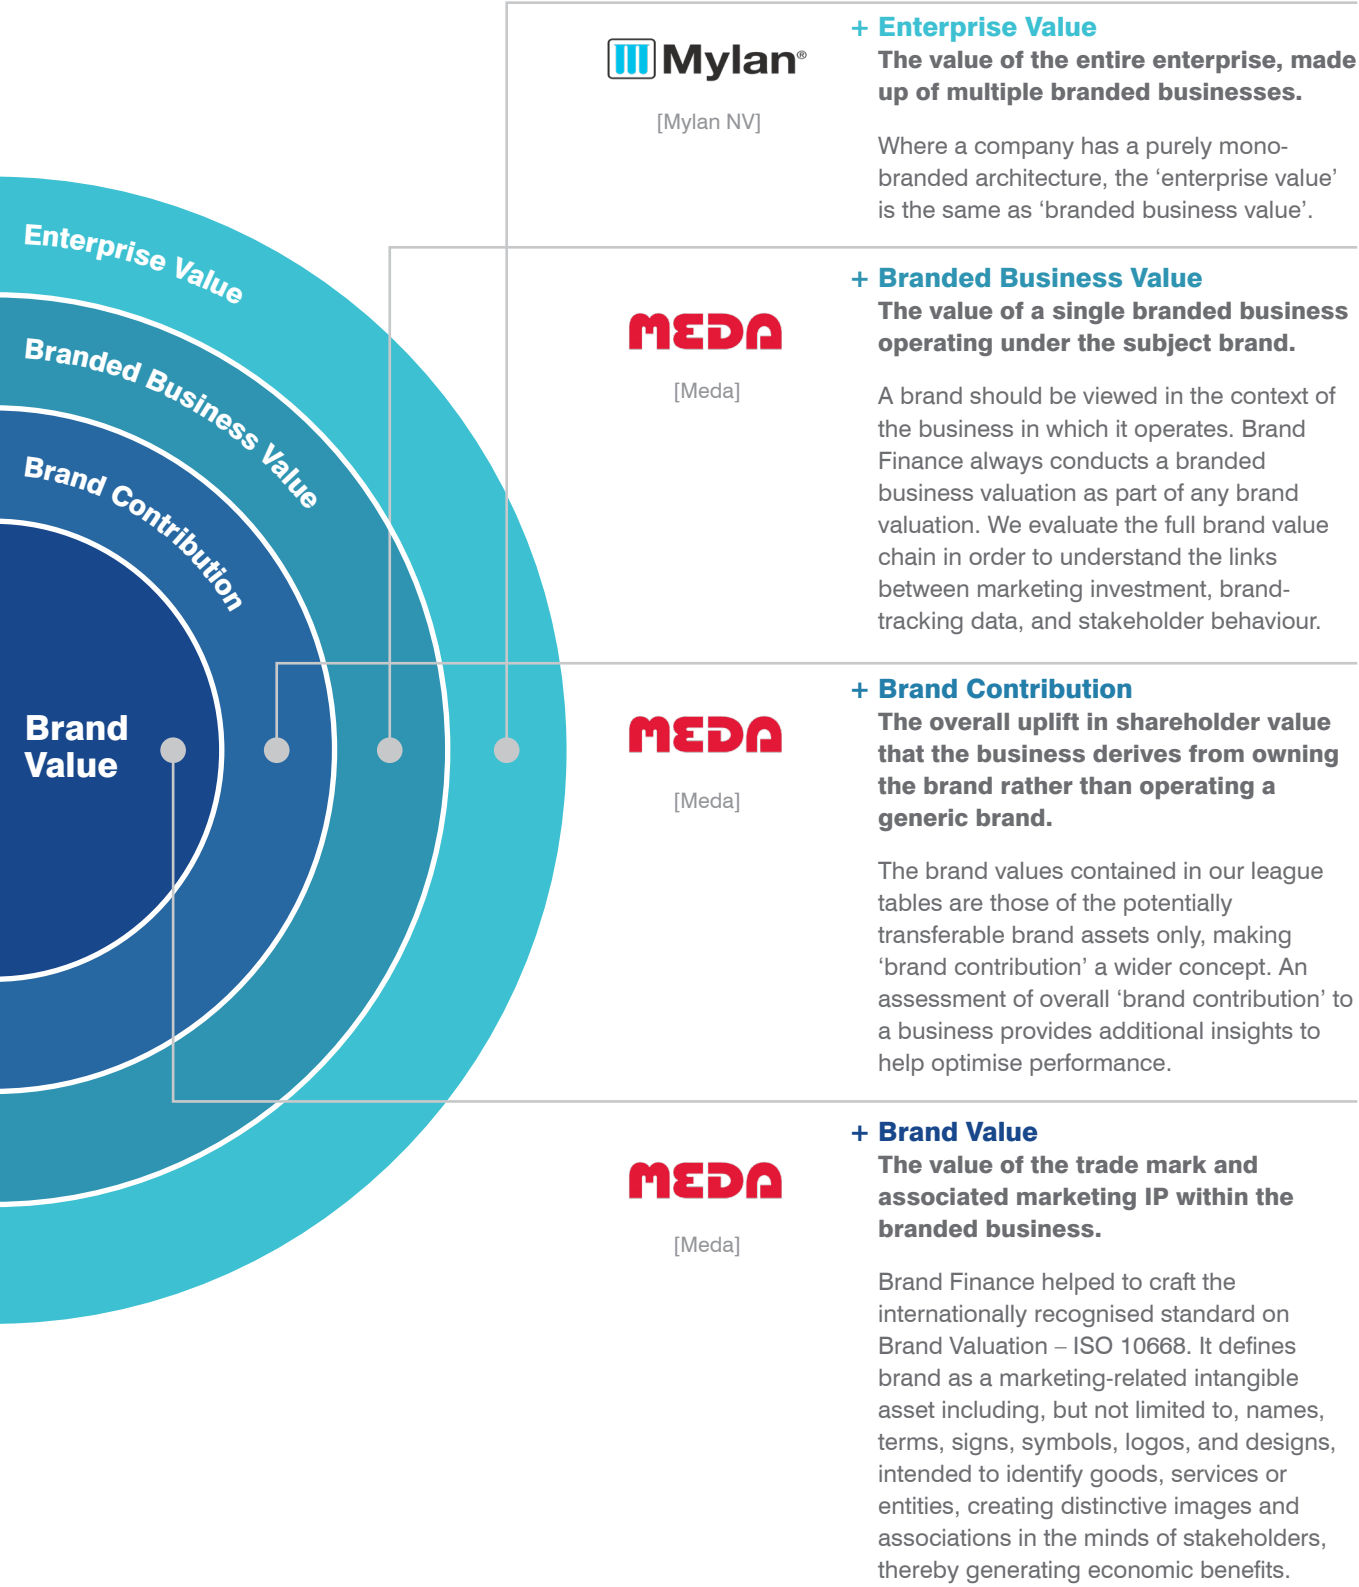 Enterprise Value
Branded Business Value
Brand Contribution
Brand
Value
Mylan®
[Mylan NV]
+ Enterprise Value
The value of the entire enterprise, made
up of multiple branded businesses.
Where a company has a purely mono-
branded architecture, the ‘enterprise value’
is the same as ‘branded business value’.
MEDA
[Meda]
+ Branded Business Value
The value of a single branded business
operating under the subject brand.
A brand should be viewed in the context of
the business in which it operates. Brand
Finance always conducts a branded
business valuation as part of any brand
valuation. We evaluate the full brand value
chain in order to understand the links
between marketing investment, brand-
tracking data, and stakeholder behaviour.
MEDA
[Meda]
+ Brand Contribution
The overall uplift in shareholder value
that the business derives from owning
the brand rather than operating a
generic brand.
The brand values contained in our league
tables are those of the potentially
transferable brand assets only, making
‘brand contribution’ a wider concept. An
assessment of overall ‘brand contribution’ to
a business provides additional insights to
help optimise performance.
MEDA
[Meda]
+ Brand Value
The value of the trade mark and
associated marketing IP within the
branded business.
Brand Finance helped to craft the
internationally recognised standard on
Brand Valuation – ISO 10668. It defines
brand as a marketing-related intangible
asset including, but not limited to, names,
terms, signs, symbols, logos, and designs,
intended to identify goods, services or
entities, creating distinctive images and
associations in the minds of stakeholders,
thereby generating economic benefits.